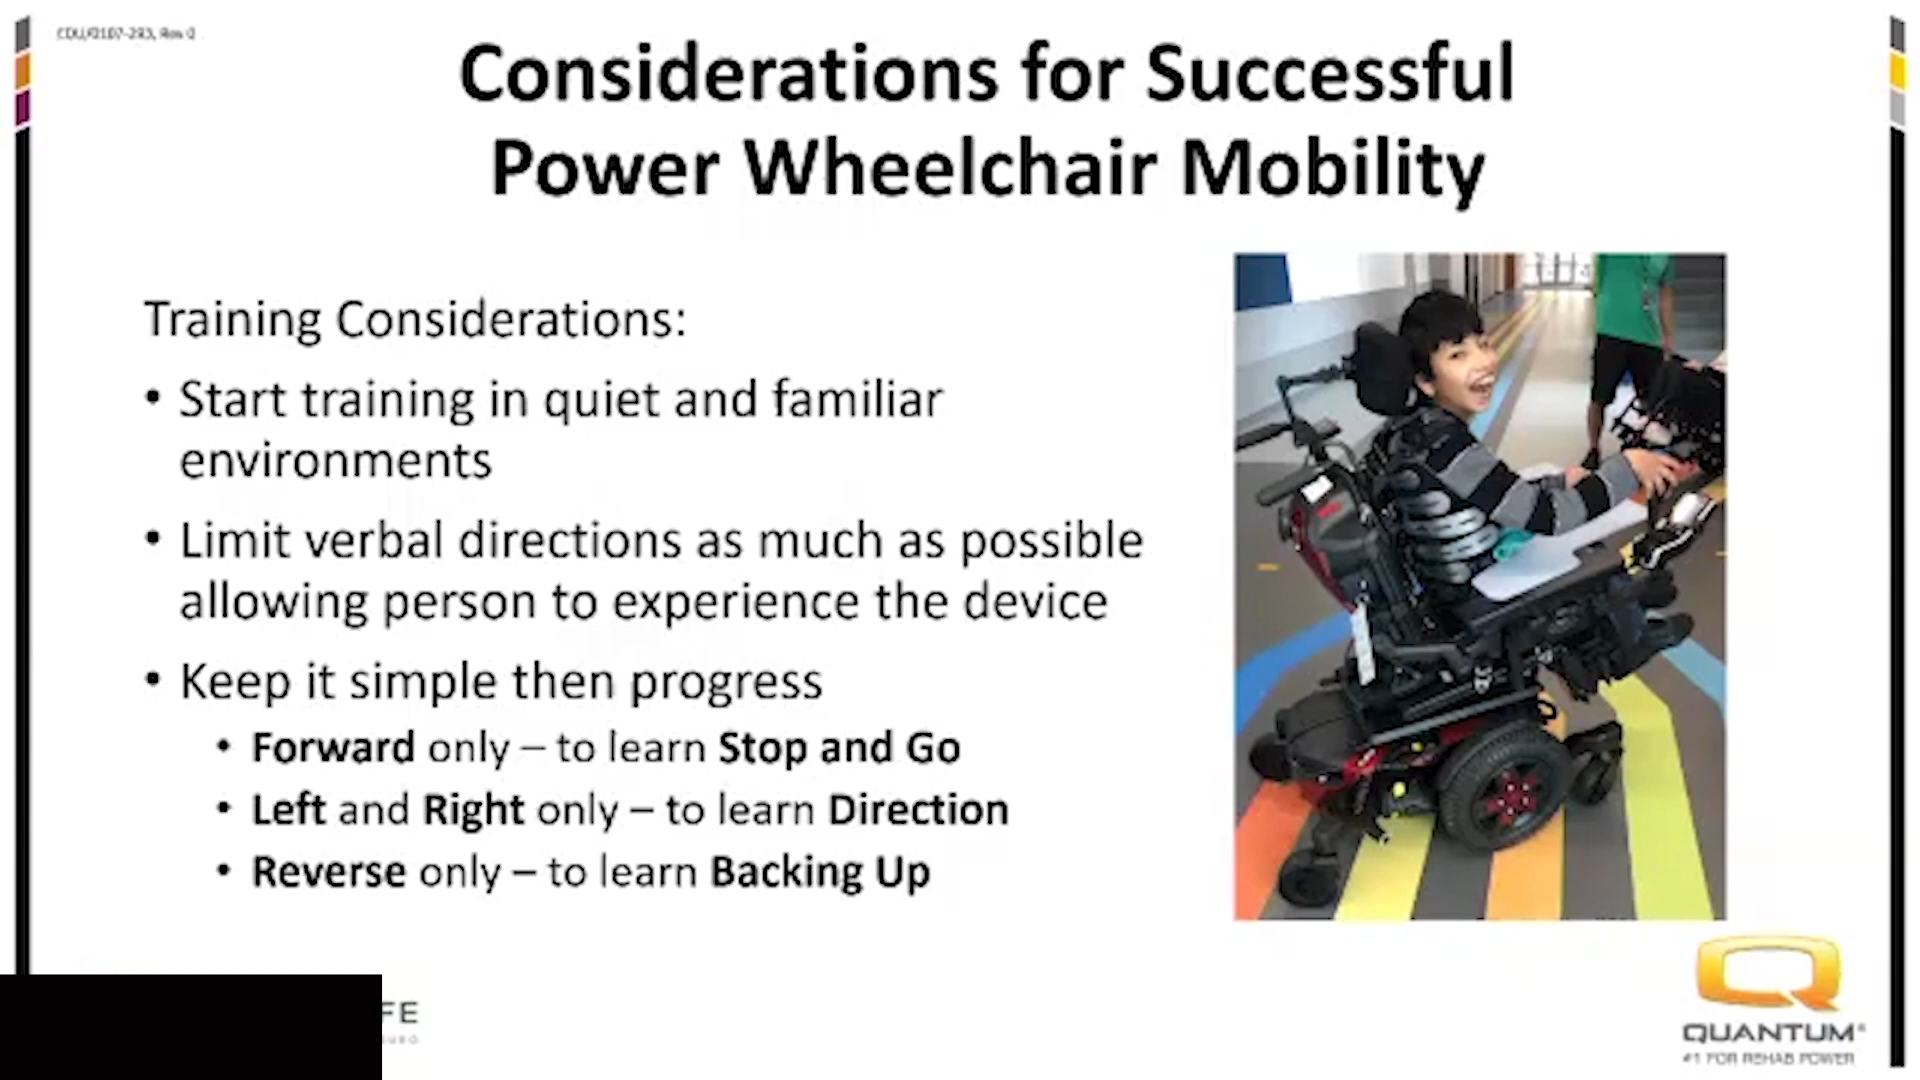 Considerations for Successful
Power Wheelchair Mobility
Training Considerations:
• Start training in quiet and familiar
environments
• Limit verbal directions as much as possible
allowing person to experience the device
• Keep it simple then progress
• Forward only – to learn Stop and Go
• Left and Right only – to learn Direction
• Reverse only – to learn Backing Up
FE
QUANTUM®
#1 FOR REHAB POWER